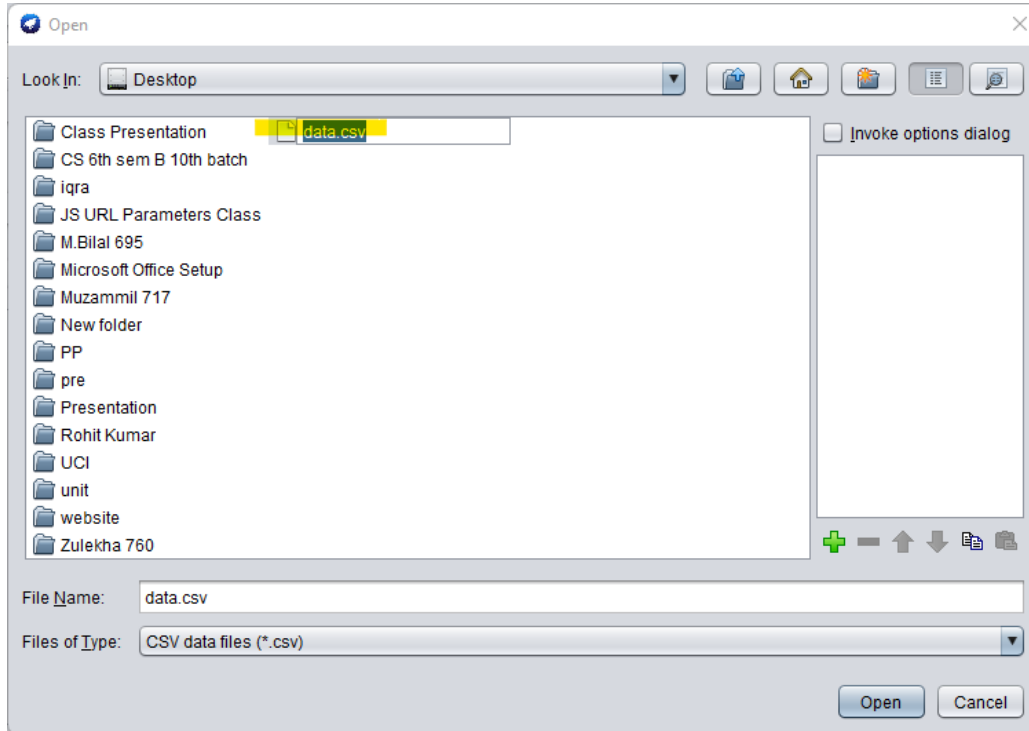 Open
Look In: Desktop
Class Presentation data.csv
Invoke options dialog
CS 6th sem B 10th batch
iqra
JS URL Parameters Class
M.Bilal 695
Microsoft Office Setup
Muzammil 717
New folder
PP
pre
Presentation
Rohit Kumar
UCI
unit
website
Zulekha 760
File Name: data.csv
Files of Type: CSV data files (*.csv)
Open Cancel